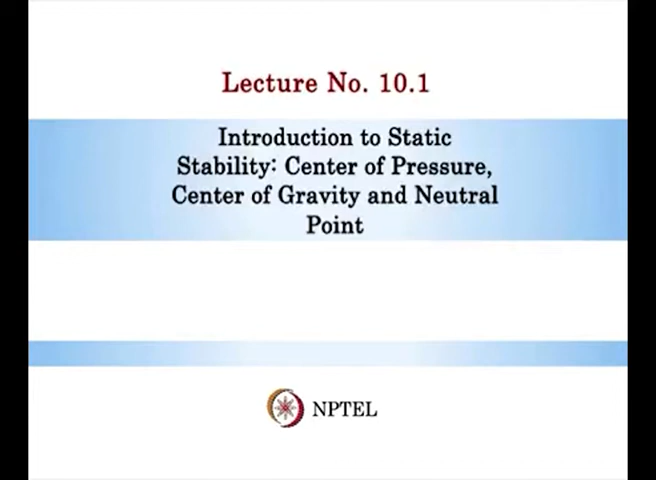 Lecture No. 10.1
Introduction to Static
Stability: Center of Pressure,
Center of Gravity and Neutral
Point
NPTEL